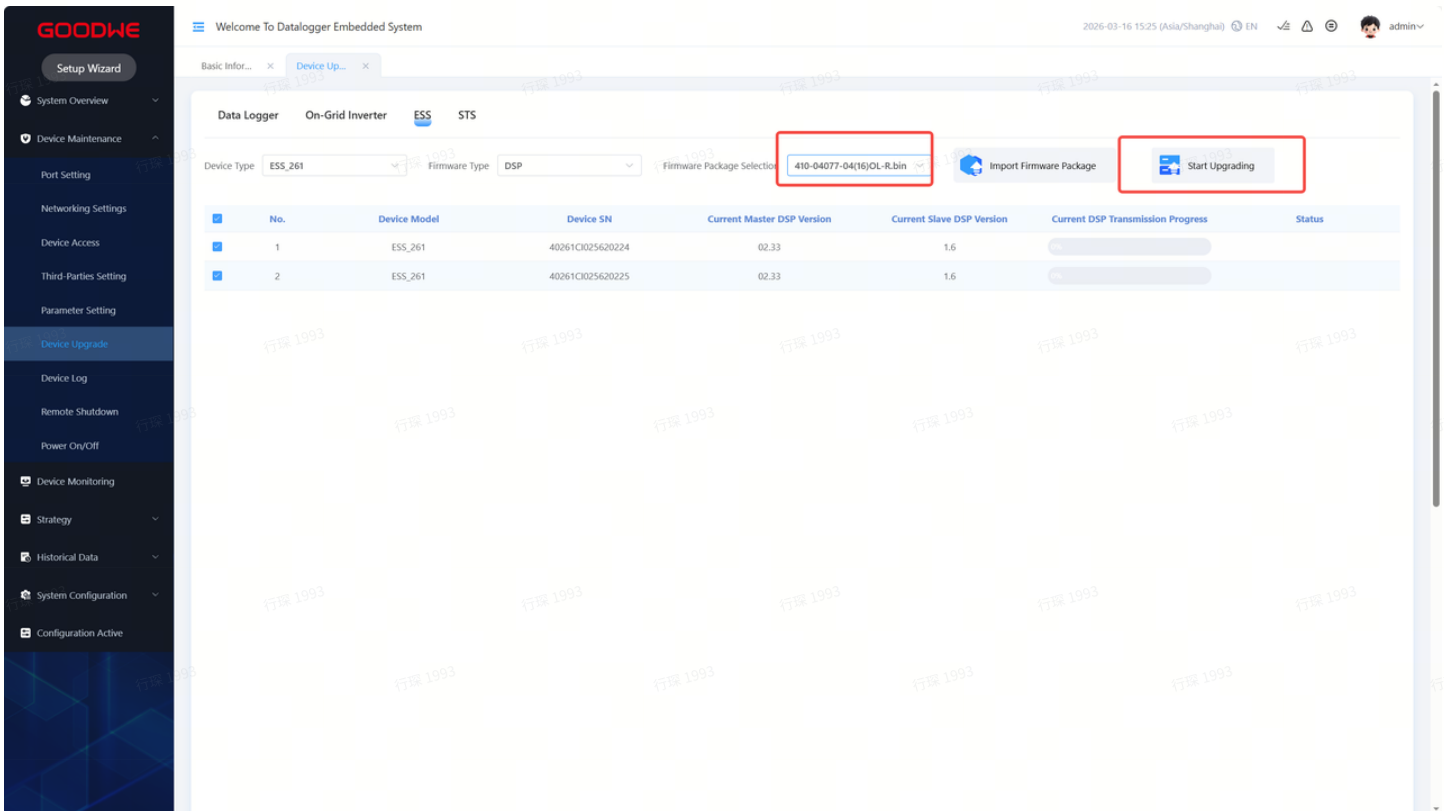 GOODWE
Welcome To Datalogger Embedded System
2026-03-16 15:25 (Asia/Shanghai) EN admin
Setup Wizard
Basic Infor... Device Up...
System Overview
Device Maintenance
Port Setting
Networking Settings
Device Access
Third-Parties Setting
Parameter Setting
Device Upgrade
Device Log
Remote Shutdown
Power On/Off
Device Monitoring
Strategy
Historical Data
System Configuration
Configuration Active
Data Logger On-Grid Inverter ESS STS
Device Type ESS_261 Firmware Type DSP Firmware Package Selection 410-04077-04(16)OL-R.bin Import Firmware Package Start Upgrading
No. Device Model Device SN Current Master DSP Version Current Slave DSP Version Current DSP Transmission Progress Status
1 ESS_261 40261CI025620224 02.33 1.6 0%
2 ESS_261 40261CI025620225 02.33 1.6 0%
行琛 1993